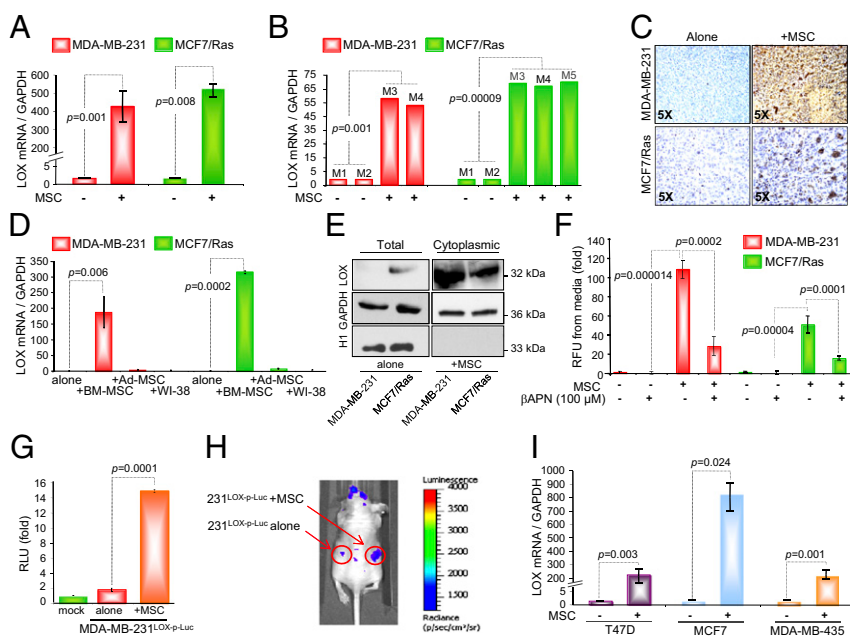 A
MDA-MB-231 MCF7/Ras
LOX mRNA / GAPDH
600
500
400
300
200
100
5
0
p=0.001
p=0.008
MSC - + - +
B
MDA-MB-231 MCF7/Ras
LOX mRNA / GAPDH
75
65
55
45
35
25
15
5
p=0.001
p=0.00009
M1 M2 M3 M4 M1 M2 M3 M4 M5
MSC - - + + - - + + +
C
Alone +MSC
MDA-MB-231
5X 5X
MCF7/Ras
5X 5X
D
MDA-MB-231 MCF7/Ras
LOX mRNA / GAPDH
350
300
250
200
150
100
50
0
p=0.006
p=0.0002
alone +BM-MSC +Ad-MSC +WI-38
alone +BM-MSC +Ad-MSC +WI-38
E
Total Cytoplasmic
LOX 32 kDa
GAPDH 36 kDa
H1 33 kDa
alone +MSC
MDA-MB-231 MCF7/Ras MDA-MB-231 MCF7/Ras
F
MDA-MB-231
MCF7/Ras
RFU from media (fold)
140
120
100
80
60
40
20
0
p=0.000014
p=0.0002
p=0.00004
p=0.0001
MSC - - + + - - + +
βAPN (100 µM) - + - + - + - +
G
RLU (fold)
16
14
12
10
8
6
4
2
0
p=0.0001
mock alone +MSC
MDA-MB-231LOX-p-Luc
H
231LOX-p-Luc +MSC
231LOX-p-Luc alone
Luminescence
4000
3500
3000
2500
2000
1500
Radiance
(p/sec/cm²/sr)
I
LOX mRNA / GAPDH
1000
900
800
700
600
500
400
300
200
100
5
0
p=0.003
p=0.024
p=0.001
MSC - + - + - +
T47D MCF7 MDA-MB-435